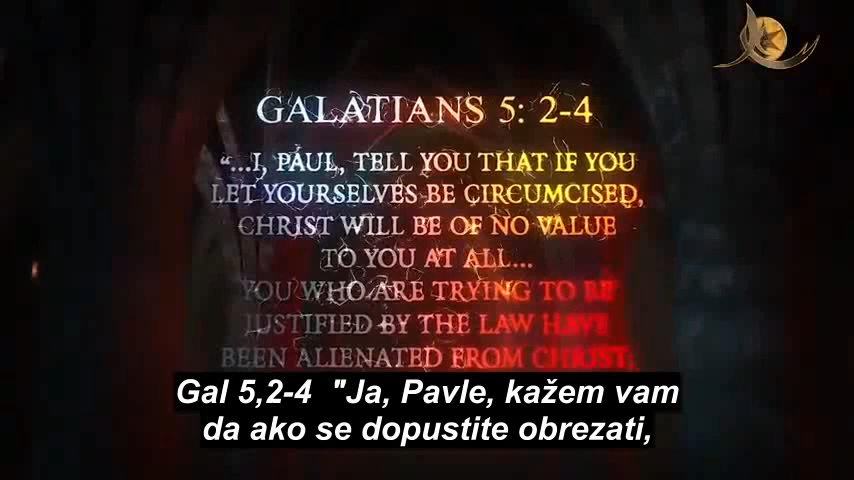 GALATIANS 5: 2-4
“...I, PAUL, TELL YOU THAT IF YOU
LET YOURSELVES BE CIRCUMCISED,
CHRIST WILL BE OF NO VALUE
TO YOU AT ALL...
YOU WHO ARE TRYING TO BE
JUSTIFIED BY THE LAW HAVE
BEEN ALIENATED FROM CHRIST;
Gal 5,2-4 "Ja, Pavle, kažem vam
da ako se dopustite obrezati,